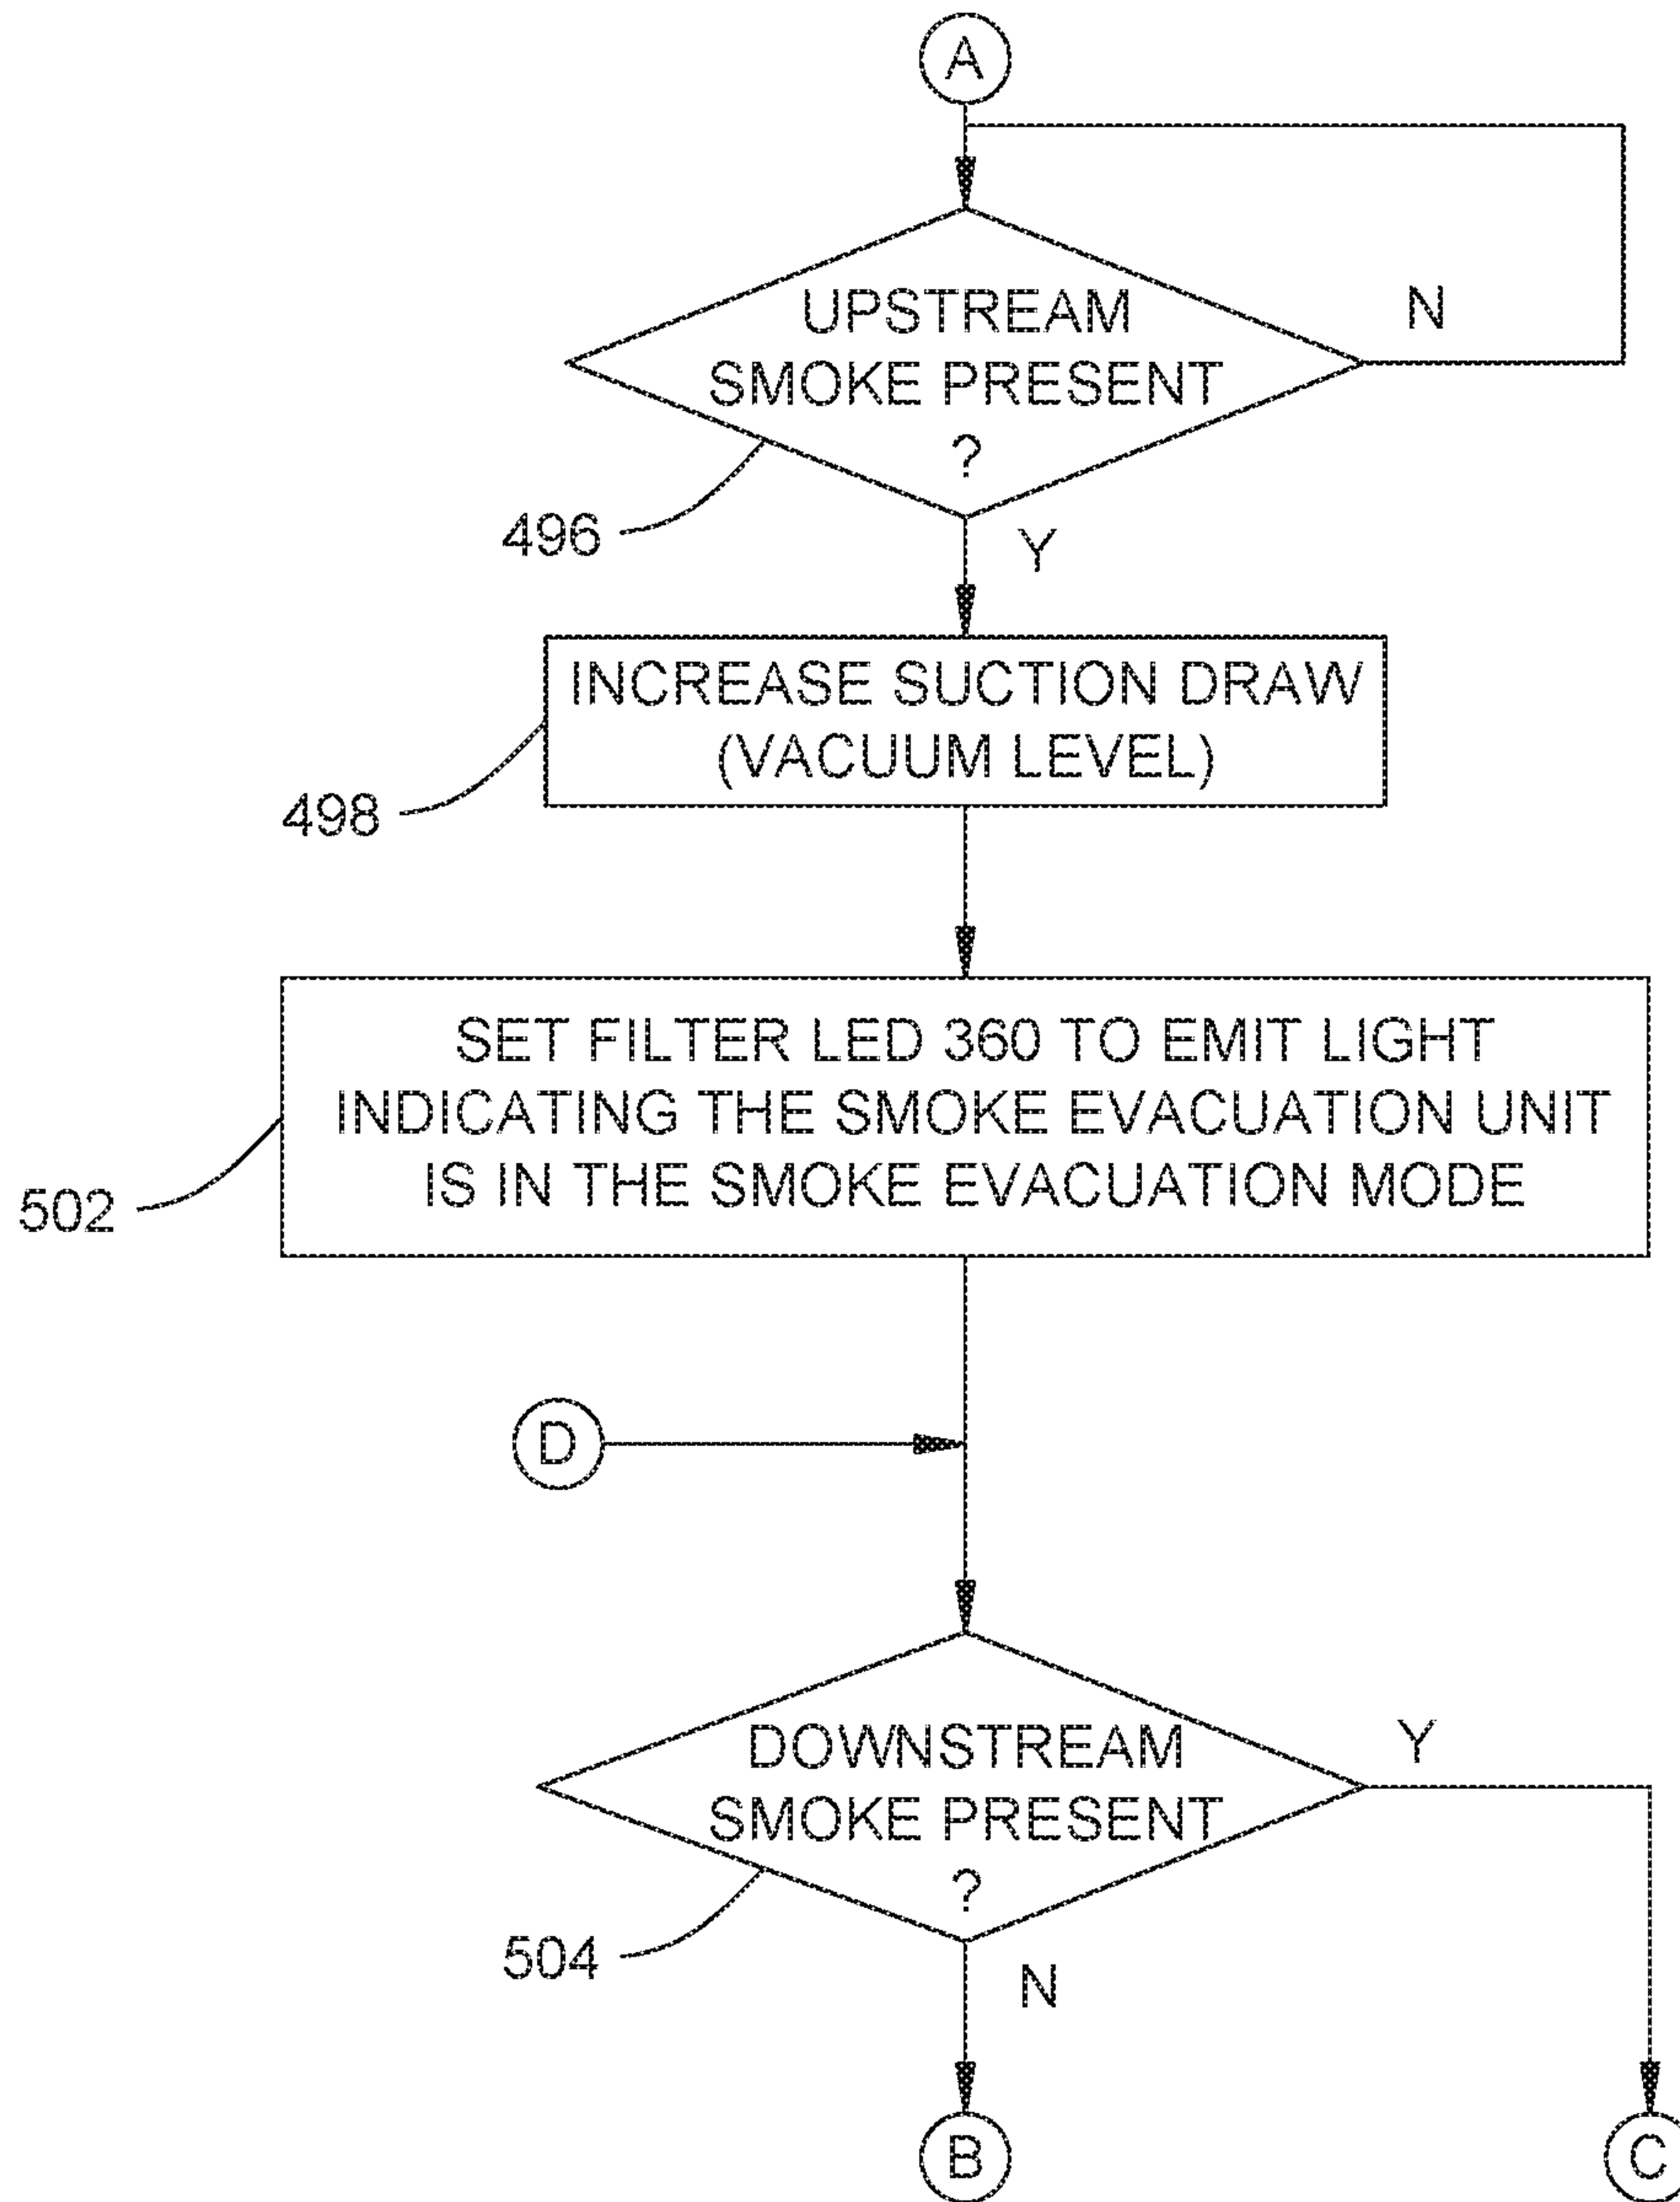 A
UPSTREAM
SMOKE PRESENT
?
N
496
Y
INCREASE SUCTION DRAW
(VACUUM LEVEL)
498
SET FILTER LED 360 TO EMIT LIGHT
INDICATING THE SMOKE EVACUATION UNIT
IS IN THE SMOKE EVACUATION MODE
502
D
DOWNSTREAM
SMOKE PRESENT
?
Y
504
N
B
C